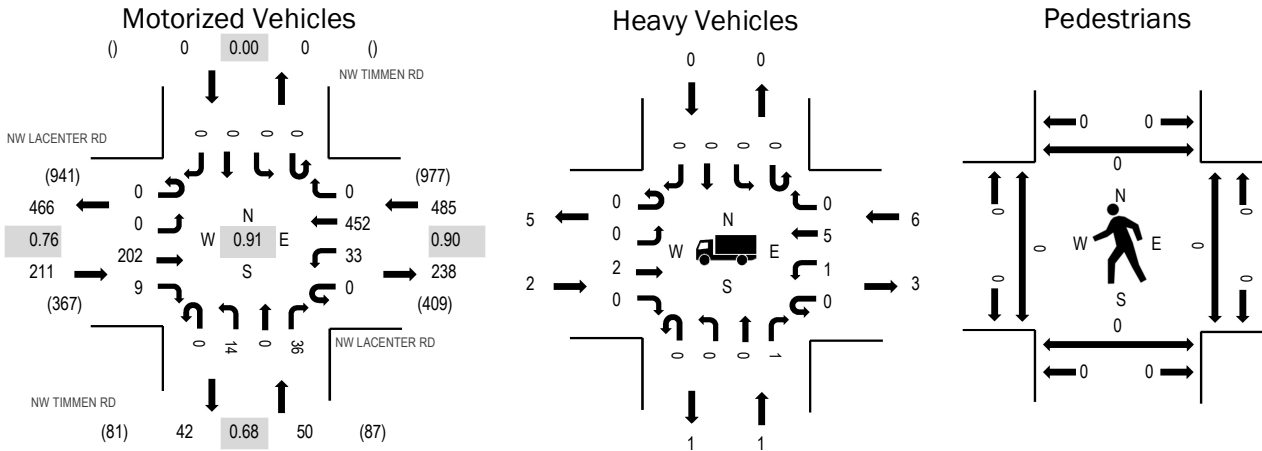 Motorized Vehicles
() 0 0.00 0 ()
NW TIMMEN RD
NW LACENTER RD
0 0 0 0
(941) 0 0 (977)
466 0 N 452 485
0.76 W 0.91 E 0.90
202 S 33
211 9 0 238
(367) (409)
0 14 0 36
NW LACENTER RD
NW TIMMEN RD
(81) 42 0.68 50 (87)
Heavy Vehicles
0 0
0 0 0 0
0 0
5 N 6
0 W E 5
2 1
2 0 S 0 3
0 0 0 1
1 1
Pedestrians
0 0
0
0 N 0
W 0 0 E
0 S 0
0
0 0